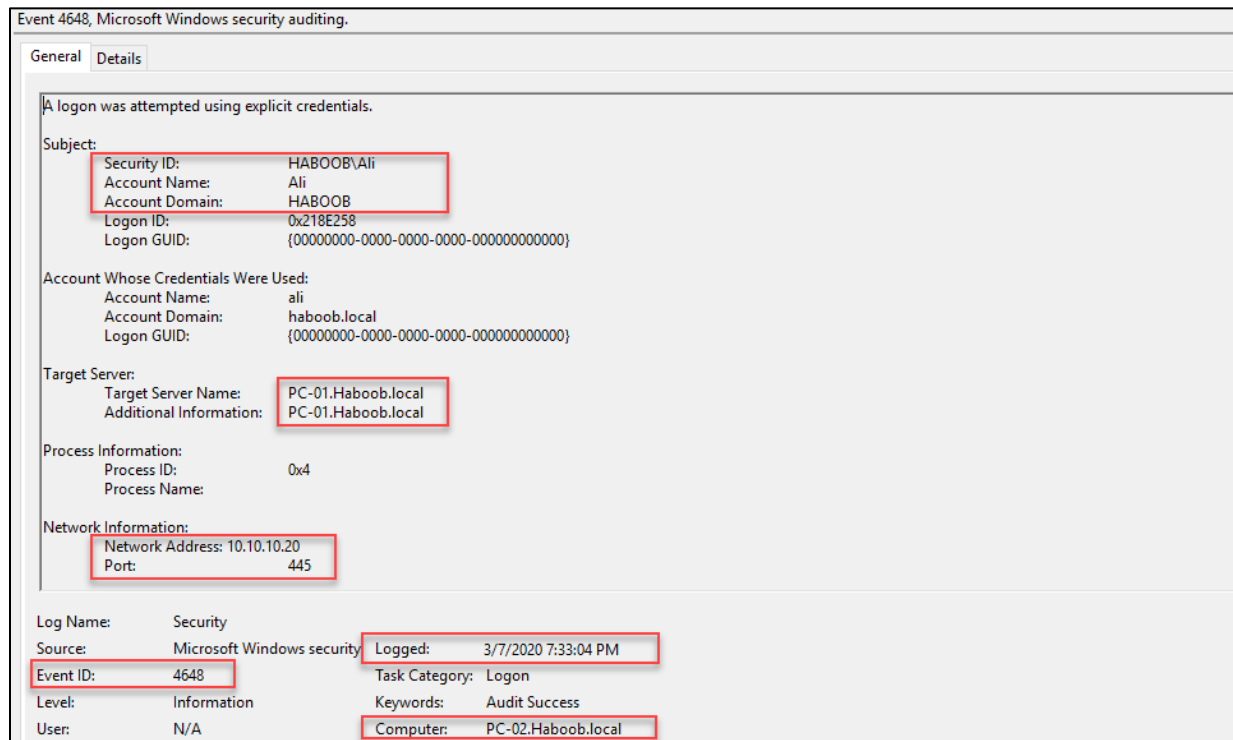 Event 4648, Microsoft Windows security auditing.
General Details
A logon was attempted using explicit credentials.
Subject:
Security ID: HABOOB\Ali
Account Name: Ali
Account Domain: HABOOB
Logon ID: 0x218E258
Logon GUID: {00000000-0000-0000-0000-000000000000}
Account Whose Credentials Were Used:
Account Name: ali
Account Domain: haboob.local
Logon GUID: {00000000-0000-0000-0000-000000000000}
Target Server:
Target Server Name: PC-01.Haboob.local
Additional Information: PC-01.Haboob.local
Process Information:
Process ID: 0x4
Process Name:
Network Information:
Network Address: 10.10.10.20
Port: 445
Log Name: Security
Source: Microsoft Windows security Logged: 3/7/2020 7:33:04 PM
Event ID: 4648 Task Category: Logon
Level: Information Keywords: Audit Success
User: N/A Computer: PC-02.Haboob.local